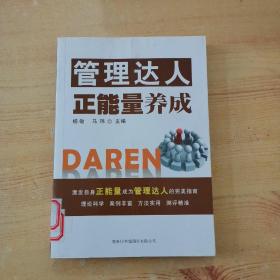 管理达人
正能量养成
杨敬 马琳◎主编
DAREN
激发自身正能量成为管理达人的完美指南
理论科学 案例丰富 方法实用 测评精准